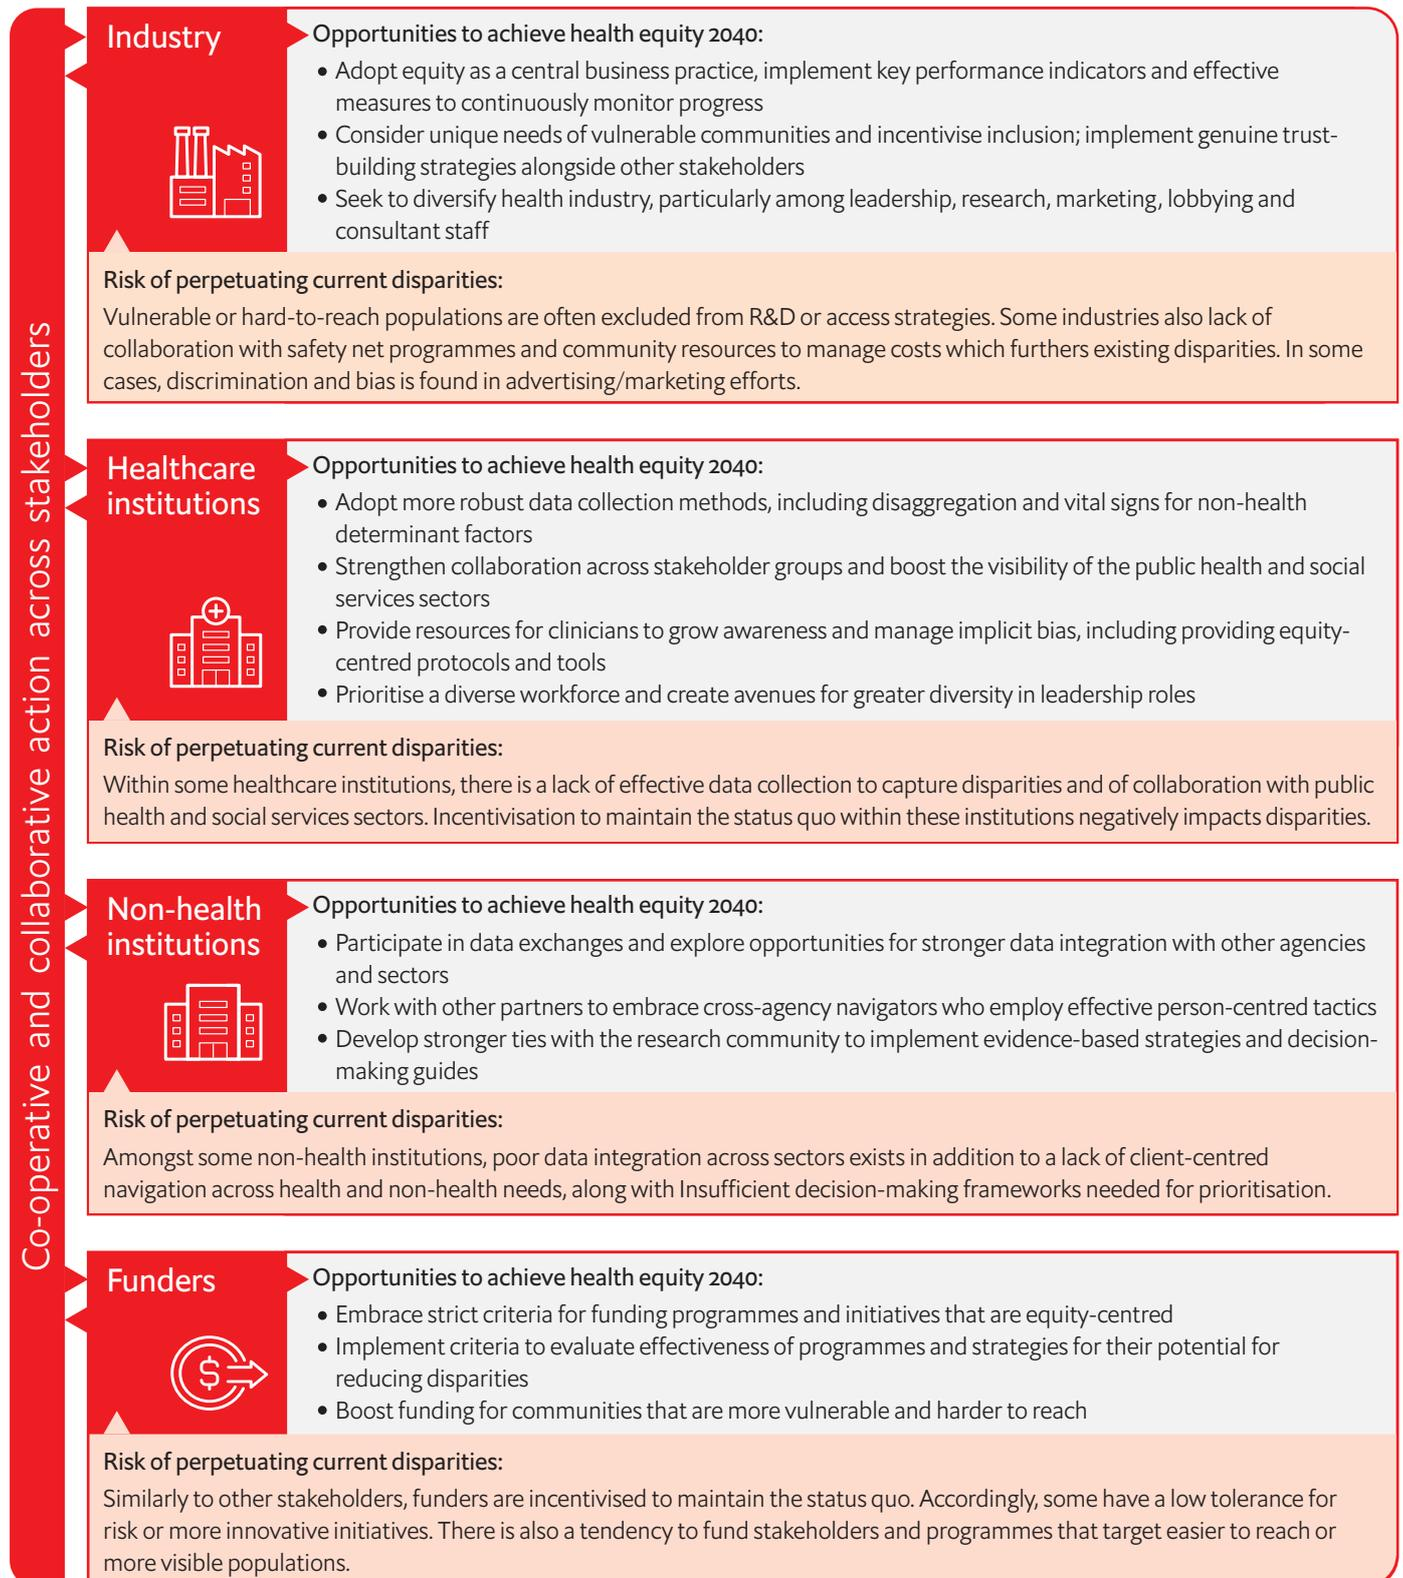 Co-operative and collaborative action across stakeholders
Industry
Opportunities to achieve health equity 2040:
• Adopt equity as a central business practice, implement key performance indicators and effective
measures to continuously monitor progress
• Consider unique needs of vulnerable communities and incentivise inclusion; implement genuine trust-
building strategies alongside other stakeholders
• Seek to diversify health industry, particularly among leadership, research, marketing, lobbying and
consultant staff
Risk of perpetuating current disparities:
Vulnerable or hard-to-reach populations are often excluded from R&D or access strategies. Some industries also lack of
collaboration with safety net programmes and community resources to manage costs which furthers existing disparities. In some
cases, discrimination and bias is found in advertising/marketing efforts.
Healthcare
institutions
Opportunities to achieve health equity 2040:
• Adopt more robust data collection methods, including disaggregation and vital signs for non-health
determinant factors
• Strengthen collaboration across stakeholder groups and boost the visibility of the public health and social
services sectors
• Provide resources for clinicians to grow awareness and manage implicit bias, including providing equity-
centred protocols and tools
• Prioritise a diverse workforce and create avenues for greater diversity in leadership roles
Risk of perpetuating current disparities:
Within some healthcare institutions, there is a lack of effective data collection to capture disparities and of collaboration with public
health and social services sectors. Incentivisation to maintain the status quo within these institutions negatively impacts disparities.
Non-health
institutions
Opportunities to achieve health equity 2040:
• Participate in data exchanges and explore opportunities for stronger data integration with other agencies
and sectors
• Work with other partners to embrace cross-agency navigators who employ effective person-centred tactics
• Develop stronger ties with the research community to implement evidence-based strategies and decision-
making guides
Risk of perpetuating current disparities:
Amongst some non-health institutions, poor data integration across sectors exists in addition to a lack of client-centred
navigation across health and non-health needs, along with Insufficient decision-making frameworks needed for prioritisation.
Funders
Opportunities to achieve health equity 2040:
• Embrace strict criteria for funding programmes and initiatives that are equity-centred
• Implement criteria to evaluate effectiveness of programmes and strategies for their potential for
reducing disparities
• Boost funding for communities that are more vulnerable and harder to reach
Risk of perpetuating current disparities:
Similarly to other stakeholders, funders are incentivised to maintain the status quo. Accordingly, some have a low tolerance for
risk or more innovative initiatives. There is also a tendency to fund stakeholders and programmes that target easier to reach or
more visible populations.